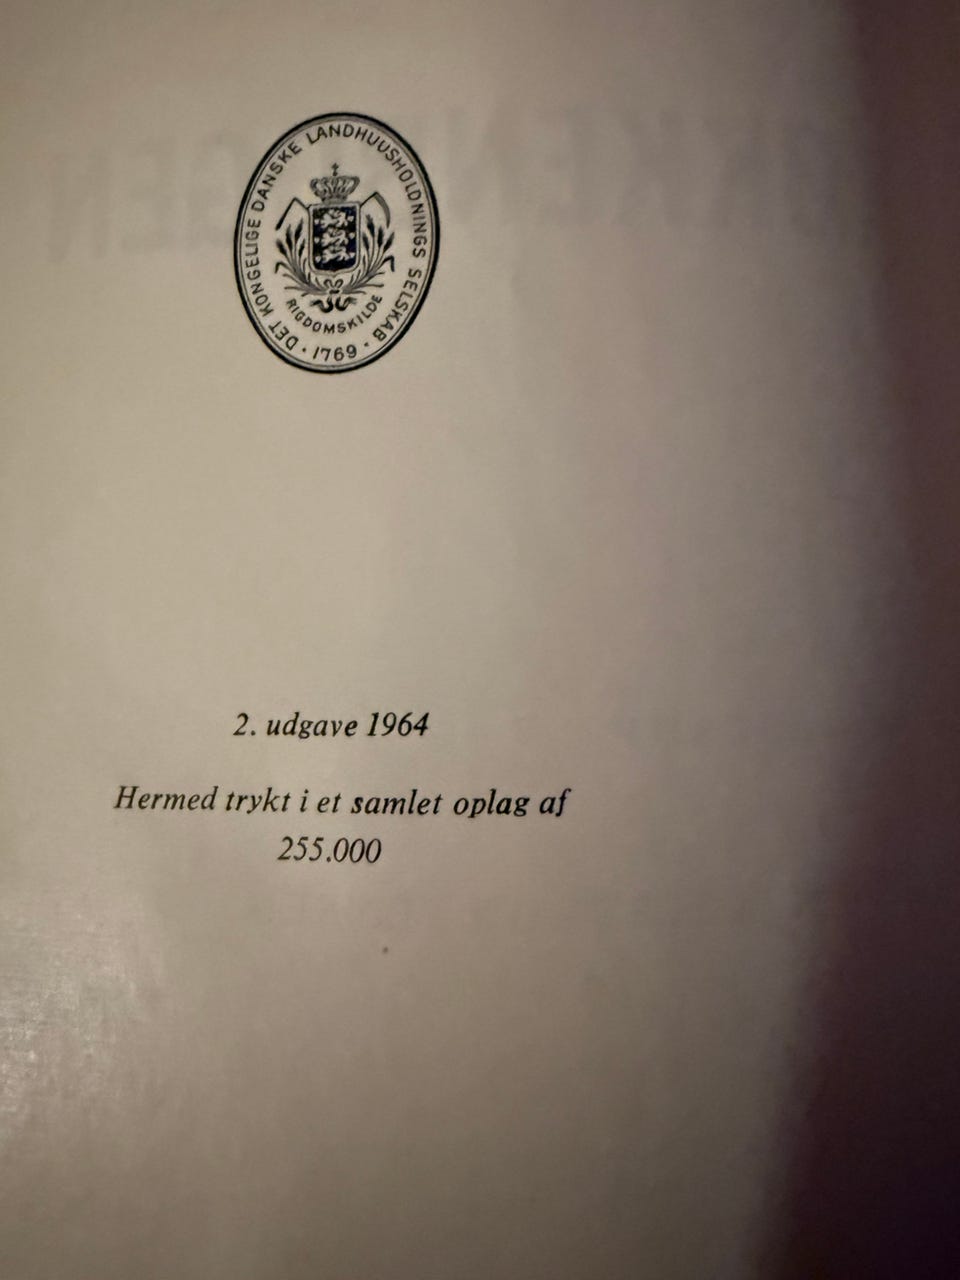 DET KONGELIGE DANSKE LANDHUUSHOLDNINGS SELSKAB
RIGDOMSKILDE
· 1769 ·
2. udgave 1964
Hermed trykt i et samlet oplag af
255.000